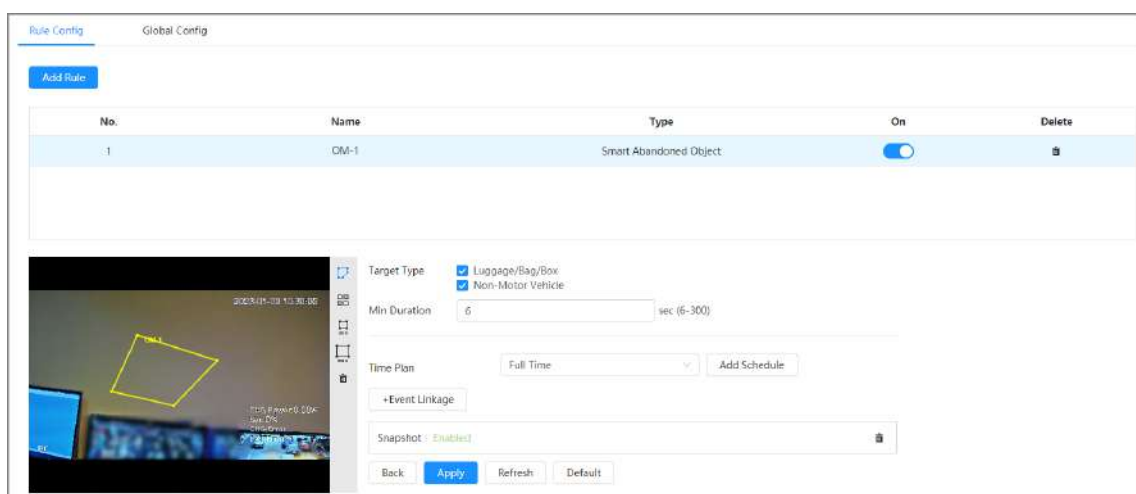 Rule Config Global Config
Add Rule
No. Name Type On Delete
1 OM-1 Smart Abandoned Object
Target Type Luggage/Bag/Box
Non-Motor Vehicle
Min Duration 6 sec (6-300)
OM-1
Time Plan Full Time Add Schedule
+Event Linkage
Snapshot : Enabled
Back Apply Refresh Default